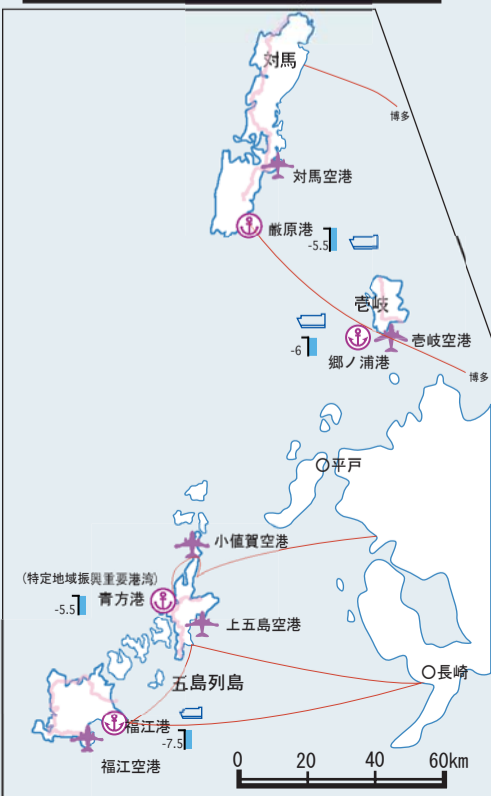 対馬
博多
対馬空港
厳原港
-5.5
壱岐
-6
壱岐空港
郷ノ浦港
博多
平戸
小値賀空港
(特定地域振興重要港湾)
青方港
-5.5
上五島空港
五島列島
長崎
福江港
-7.5
福江空港
0 20 40 60km